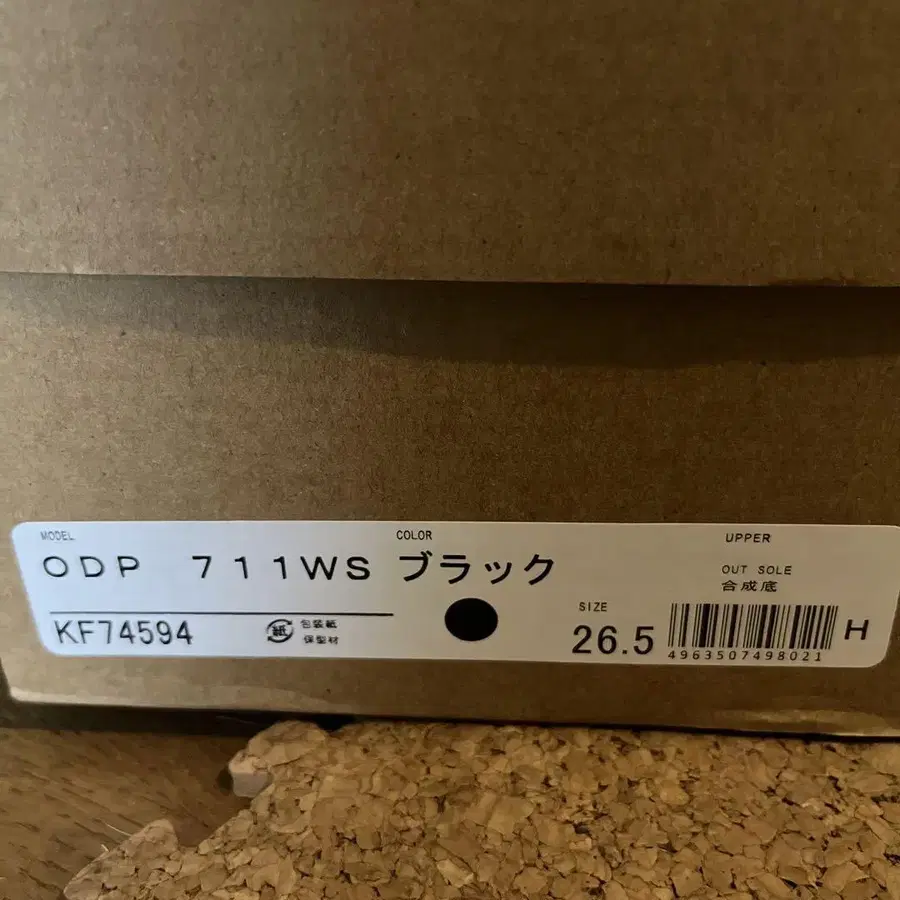 MODEL
ODP 711WS
KF74594
紙
包装紙
保型材
COLOR
ブラック
SIZE
26.5
UPPER
OUT SOLE
合成底
4963507498021
H